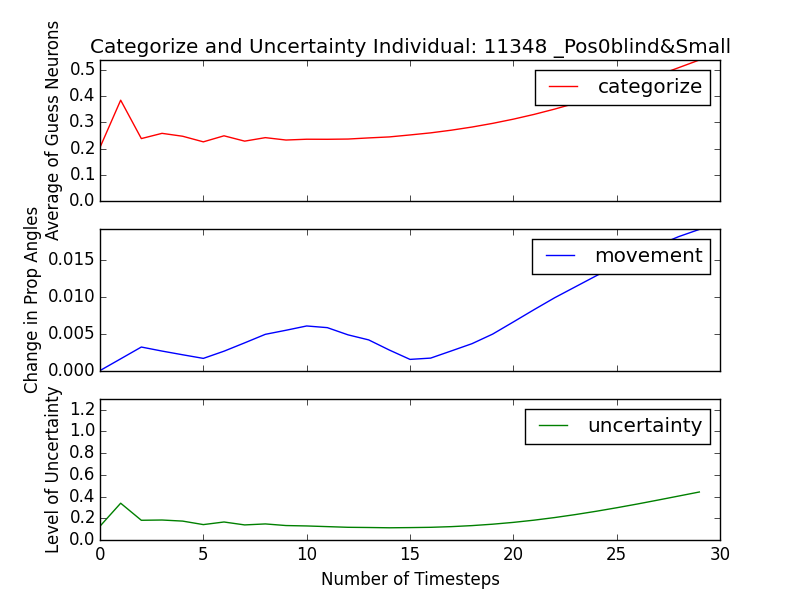 Categorize and Uncertainty Individual: 11348 _Pos0blind&Small
Average of Guess Neurons
0.5
0.4
0.3
0.2
0.1
0.0
categorize
Change in Prop Angles
0.015
0.010
0.005
0.000
movement
Level of Uncertainty
1.2
1.0
0.8
0.6
0.4
0.2
0.0
uncertainty
0 5 10 15 20 25 30
Number of Timesteps